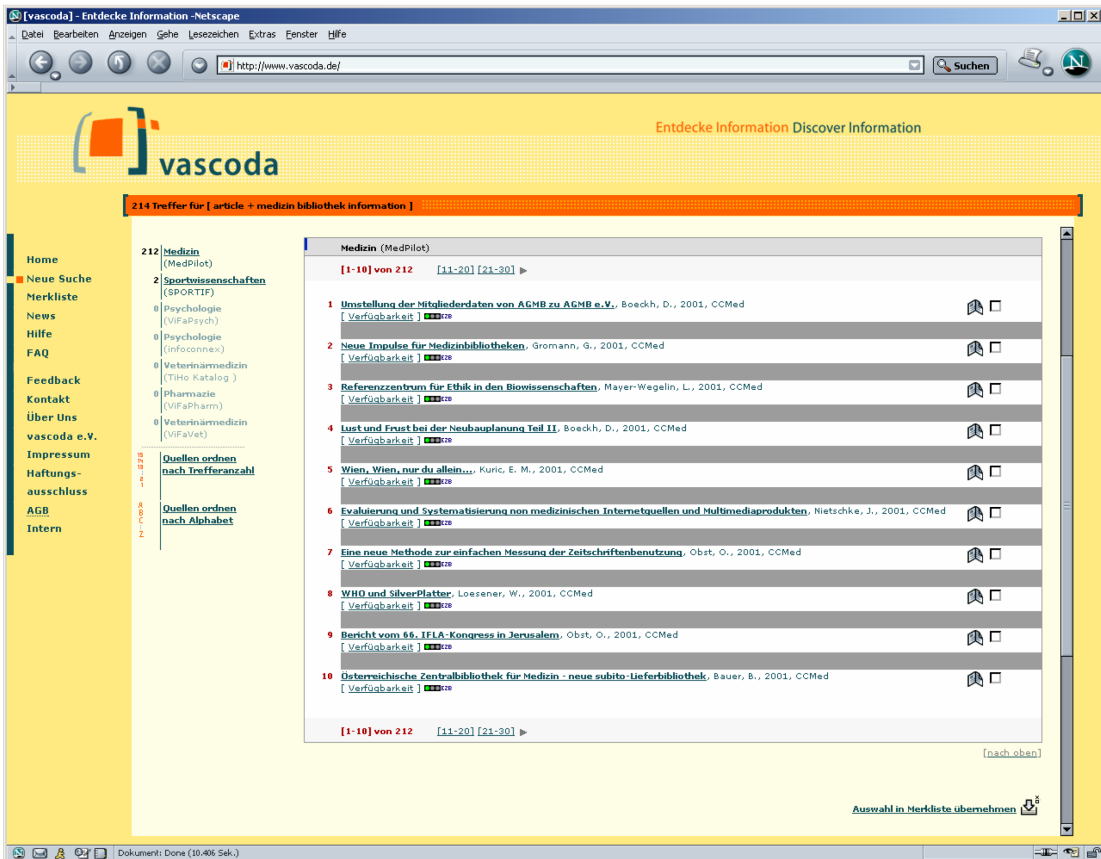 [vascoda] - Entdecke Information -Netscape
Datei Bearbeiten Anzeigen Gehe Lesezeichen Extras Fenster Hilfe
http://www.vascoda.de/
Suchen
N
vascoda
Entdecke Information Discover Information
214 Treffer für [ article + medizin bibliothek information ]
Home
Neue Suche
Merkliste
News
Hilfe
FAQ
Feedback
Kontakt
Über Uns
vascoda e.V.
Impressum
Haftungs-
ausschluss
AGB
Intern
212 Medizin
(MedPilot)
2 Sportwissenschaften
(SPORTIF)
0 Psychologie
(ViFaPsych)
0 Psychologie
(infoconnex)
0 Veterinärmedizin
(TiHo Katalog )
0 Pharmazie
(ViFaPharm)
0 Veterinärmedizin
(ViFaVet)
Quellen ordnen
nach Trefferanzahl
A
B
C
Z
Quellen ordnen
nach Alphabet
Medizin (MedPilot)
[1-10] von 212 [11-20] [21-30]
1 Umstellung der Mitgliederdaten von AGMB zu AGMB e.V., Boeckh, D., 2001, CCMed
[ Verfügbarkeit ] EZB
2 Neue Impulse für Medizinbibliotheken, Gromann, G., 2001, CCMed
[ Verfügbarkeit ] EZB
3 Referenzzentrum für Ethik in den Biowissenschaften, Mayer-Wegelin, L., 2001, CCMed
[ Verfügbarkeit ] EZB
4 Lust und Frust bei der Neubauplanung Teil II, Boeckh, D., 2001, CCMed
[ Verfügbarkeit ] EZB
5 Wien, Wien, nur du allein..., Kuric, E. M., 2001, CCMed
[ Verfügbarkeit ] EZB
6 Evaluierung und Systematisierung non medizinischen Internetquellen und Multimediaprodukten, Nietschke, J., 2001, CCMed
[ Verfügbarkeit ] EZB
7 Eine neue Methode zur einfachen Messung der Zeitschriftenbenutzung, Obst, O., 2001, CCMed
[ Verfügbarkeit ] EZB
8 WHO und SilverPlatter, Loesener, W., 2001, CCMed
[ Verfügbarkeit ] EZB
9 Bericht vom 66. IFLA-Kongress in Jerusalem, Obst, O., 2001, CCMed
[ Verfügbarkeit ] EZB
10 Österreichische Zentralbibliothek für Medizin - neue subito-Lieferbibliothek, Bauer, B., 2001, CCMed
[ Verfügbarkeit ] EZB
[1-10] von 212 [11-20] [21-30]
[nach oben]
Auswahl in Merkliste übernehmen
Dokument: Done (10.406 Sek.)